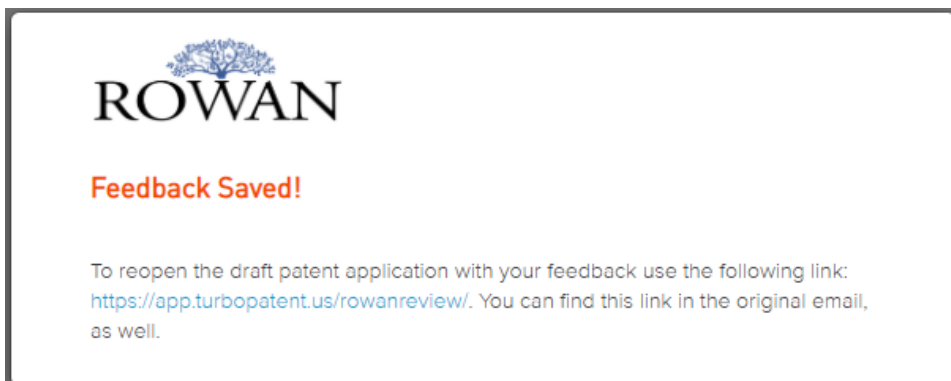 ROWAN
Feedback Saved!
To reopen the draft patent application with your feedback use the following link:
https://app.turbopatent.us/rowanreview/. You can find this link in the original email,
as well.